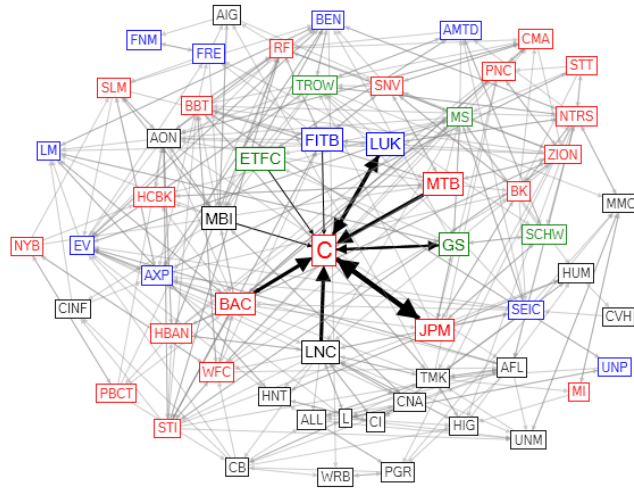 AIG
BEN
AMTD
FNM
FRE
RF
CMA
PNC
STT
SLM
TROW
SNV
BBT
MS
NTRS
LM
AON
FITB
LUK
ETFC
ZION
HCBK
MTB
BK
MMC
MBI
NYB
EV
C
GS
SCHW
AXP
HUM
CINF
BAC
SEIC
CVH
HBAN
JPM
LNC
WFC
AFL
UNP
TMK
PBCT
HNT
CNA
MI
STI
ALL
L
CI
HIG
UNM
CB
WRB
PGR